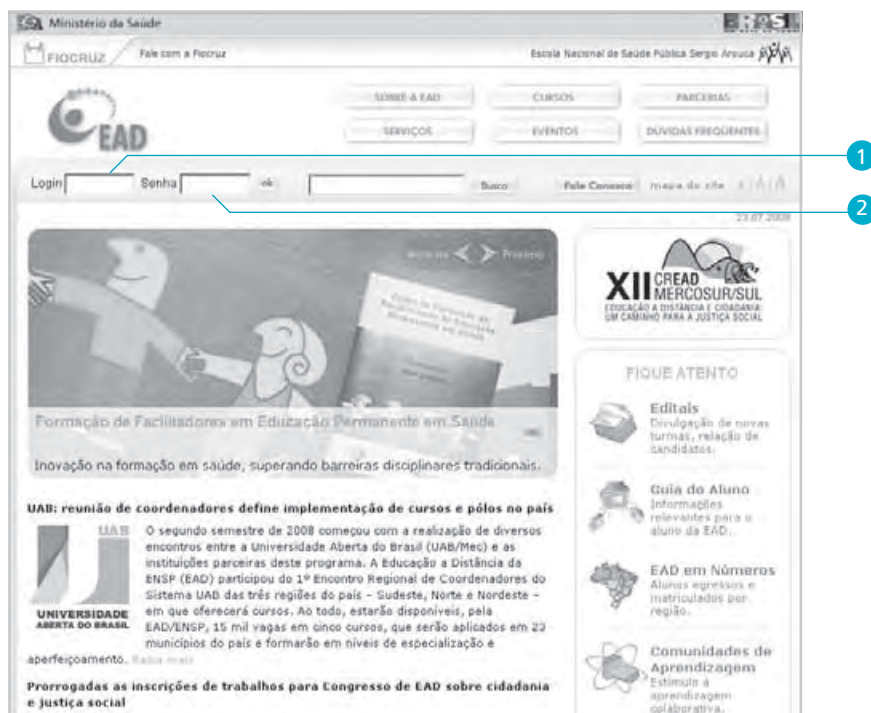 Ministério da Saúde
BRASIL
FIOCRUZ
Fale com a Fiocruz
Escola Nacional de Saúde Pública Sergio Arouca
EAD
SOBRE A EAD
CURSOS
PARCERIAS
SERVIÇOS
EVENTOS
DÚVIDAS FREQÜENTES
1
Login
Senha
ok
Busca
Fale Conosco
mapa do site
A
A
2
23.07.2008
Próximo
XII CREAD
MERCOSUR/SUL
EDUCAÇÃO A DISTÂNCIA E CIDADANIA:
UM CAMINHO PARA A JUSTIÇA SOCIAL
Formação de Facilitadores em Educação Permanente em Saúde
Inovação na formação em saúde, superando barreiras disciplinares tradicionais.
UAB: reunião de coordenadores define implementação de cursos e pólos no país
UAB
UNIVERSIDADE
ABERTA DO BRASIL
O segundo semestre de 2008 começou com a realização de diversos
encontros entre a Universidade Aberta do Brasil (UAB/Mec) e as
instituições parceiras deste programa. A Educação a Distância da
ENSP (EAD) participou do 1º Encontro Regional de Coordenadores do
Sistema UAB das três regiões do país – Sudeste, Norte e Nordeste –
em que oferecerá cursos. Ao todo, estarão disponíveis, pela
EAD/ENSP, 15 mil vagas em cinco cursos, que serão aplicados em 23
municípios do país e formarão em níveis de especialização e
aperfeiçoamento. Saiba mais
Prorrogadas as inscrições de trabalhos para Congresso de EAD sobre cidadania
e justiça social
FIQUE ATENTO
Editais
Divulgação de novas
turmas, relação de
candidatos.
Guia do Aluno
Informações
relevantes para o
aluno da EAD.
EAD em Números
Alunos egressos e
matriculados por
região.
Comunidades de
Aprendizagem
Estimula a
aprendizagem
colaborativa.